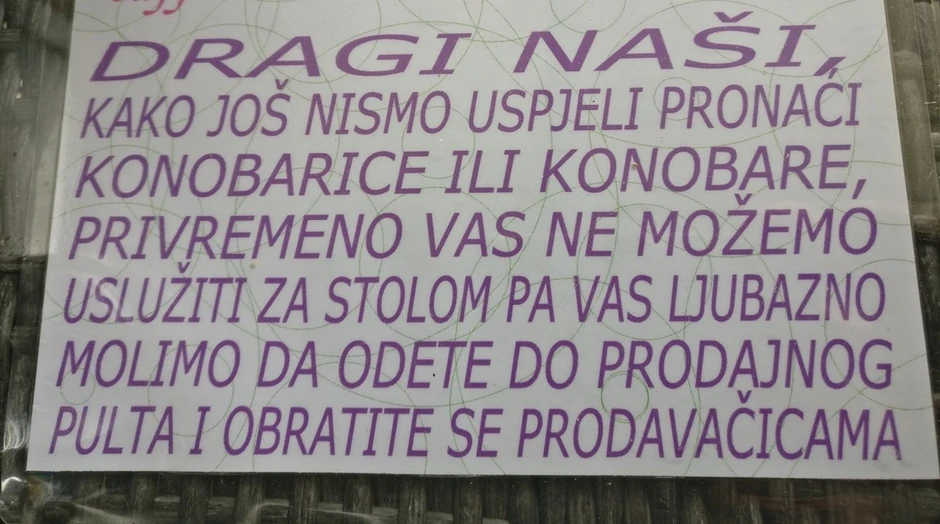 DRAGI NAŠI,
KAKO JOŠ NISMO USPJELI PRONAĆI
KONOBARICE ILI KONOBARE,
PRIVREMENO VAS NE MOŽEMO
USLUŽITI ZA STOLOM PA VAS LJUBAZNO
MOLIMO DA ODETE DO PRODAJNOG
PULTA I OBRATITE SE PRODAVAČICAMA